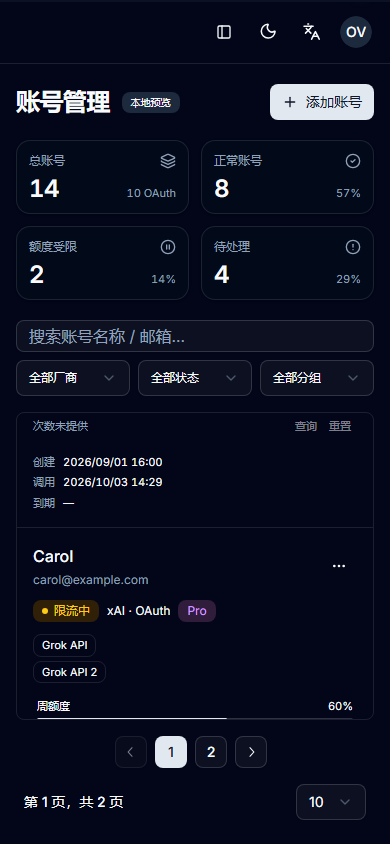 OV
账号管理 本地预览 添加账号
总账号
14 10 OAuth
正常账号
8 57%
额度受限
2 14%
待处理
4 29%
搜索账号名称 / 邮箱...
全部厂商 全部状态 全部分组
次数未提供 查询 重置
创建 2026/09/01 16:00
调用 2026/10/03 14:29
到期 —
Carol
carol@example.com
限流中 xAI · OAuth Pro
Grok API
Grok API 2
周额度 60%
1 2
第 1 页，共 2 页 10